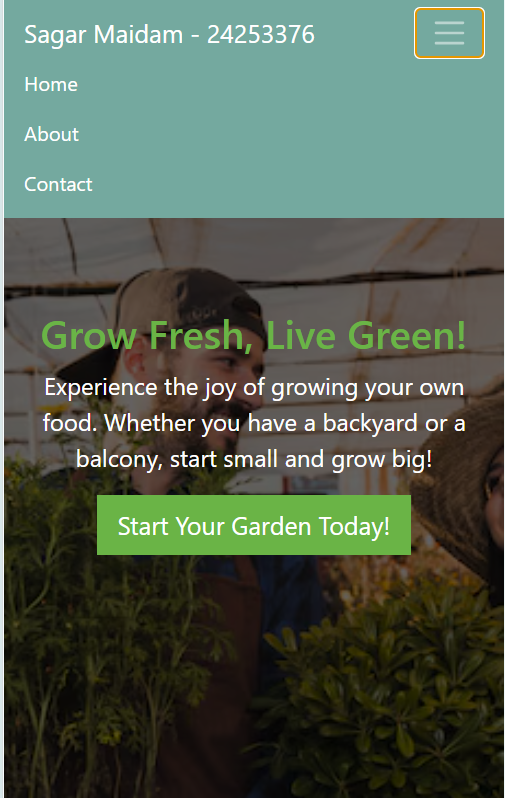 Sagar Maidam - 24253376
Home
About
Contact
Grow Fresh, Live Green!
Experience the joy of growing your own
food. Whether you have a backyard or a
balcony, start small and grow big!
Start Your Garden Today!